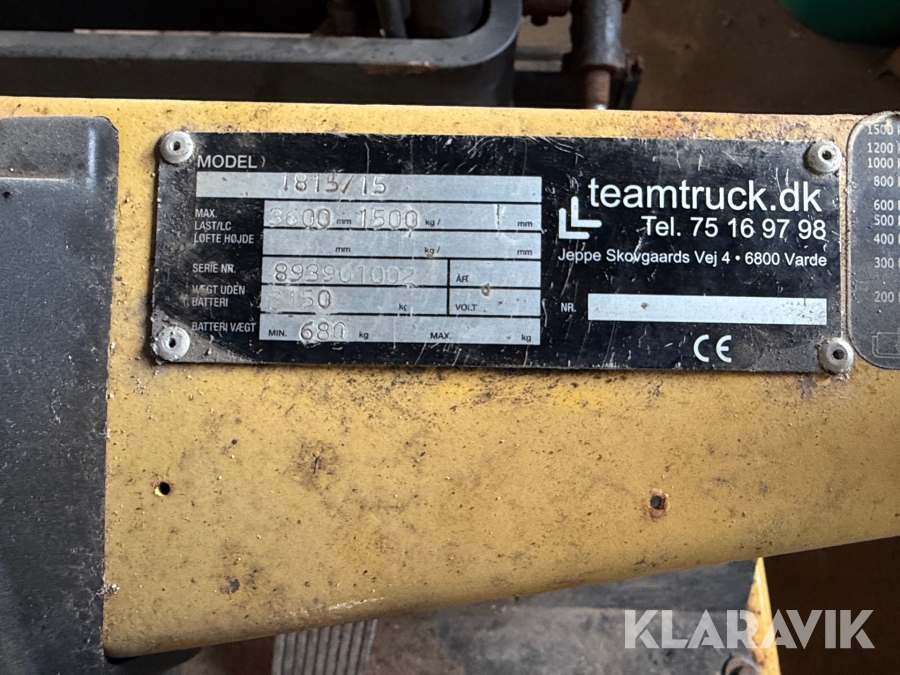 MODEL
1815/15
MAX.
LAST/LC
LØFTE HØJDE
3600 mm 1500 kg/ mm
mm kg/ mm
SERIE NR. 893901002 ÅR
VÆGT UDEN
BATTERI
150 kg VOLT
BATTERI VÆGT MIN. 680 kg MAX. kg
teamtruck.dk
Tel. 75 16 97 98
Jeppe Skovgaards Vej 4 • 6800 Varde
NR.
CE
1500
1200
1000
800
600
500
400
300
200
KLARAVIK